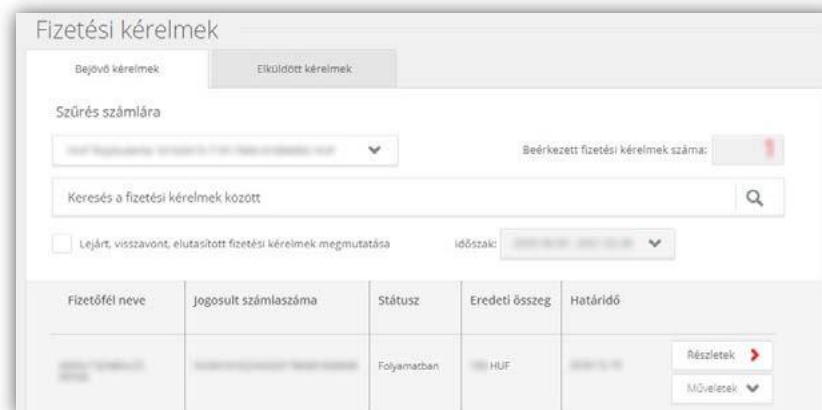 Fizetési kérelmek
Bejövő kérelmek
Elküldött kérelmek
Szűrés számlára
Beérkezett fizetési kérelmek száma: 1
Keresés a fizetési kérelmek között
Lejárt, visszavont, elutasított fizetési kérelmek megmutatása
időszak:
Fizetőfél neve
Jogosult számlaszáma
Státusz
Eredeti összeg
Határidő
Folyamatban
HUF
Részletek
Műveletek